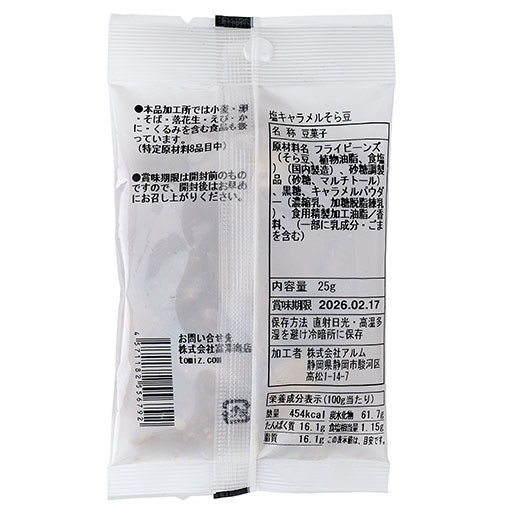 ●本品加工所では小麦・卵
・そば・落花生・えび・か
に・くるみを含む食品も扱
っています。
(特定原材料8品目中)
●賞味期限は開封前のもの
ですので、開封後はお早め
にお召し上がりください。
お問い合せ先
株式会社富澤商店
tomiz.com
塩キャラメルそら豆
名 称 豆菓子
原材料名 フライビーンズ
(そら豆、植物油脂、食塩
)(国内製造)、砂糖調製
品(砂糖、マルチトール)
、黒糖、キャラメルパウダ
ー(濃縮乳、加糖脱脂練乳
)、食用精製加工油脂/香
料、(一部に乳成分・ごま
を含む)
内容量 25g
賞味期限 2026.02.17
保存方法 直射日光・高温多
湿を避け冷暗所に保存
加工者 株式会社アルム
静岡県静岡市駿河区
高松1-14-7
栄養成分表示(100g当たり)
熱量 454kcal 炭水化物 61.7g
たんぱく質 16.1g 食塩相当量 1.15g
脂質 16.1g この表示値は、目安です。